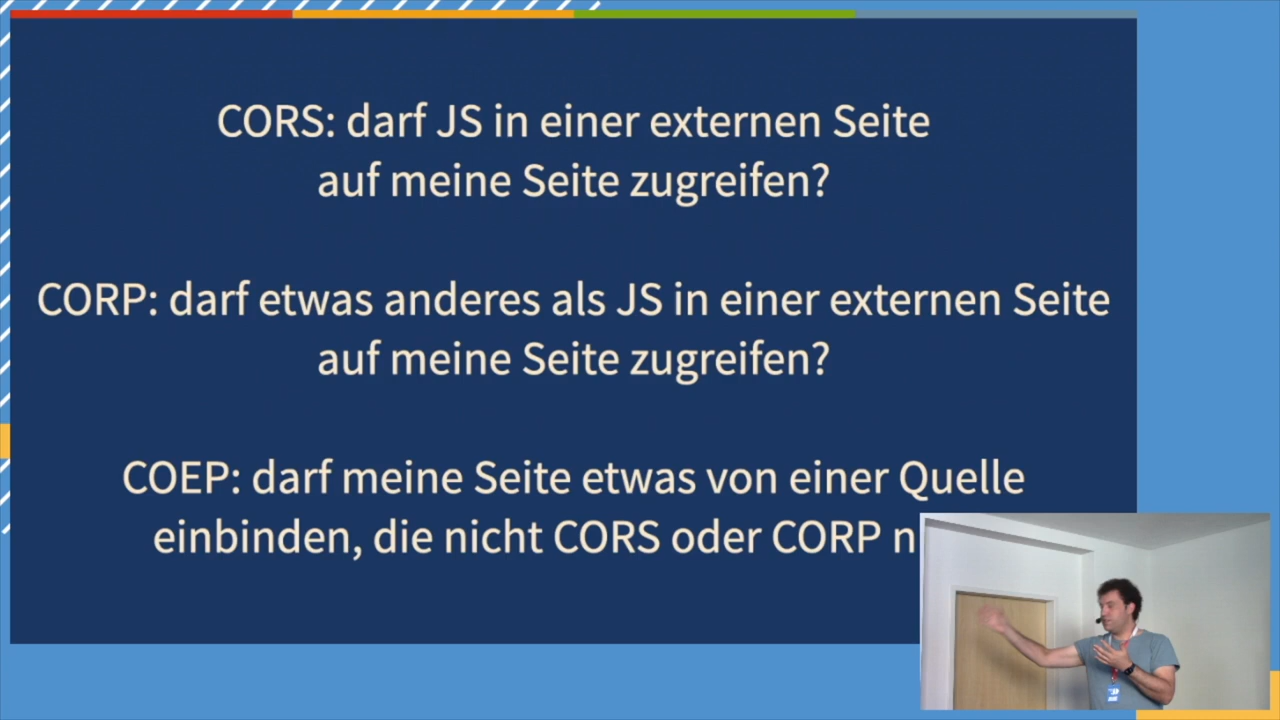 CORS: darf JS in einer externen Seite
auf meine Seite zugreifen?
CORP: darf etwas anderes als JS in einer externen Seite
auf meine Seite zugreifen?
COEP: darf meine Seite etwas von einer Quelle
einbinden, die nicht CORS oder CORP